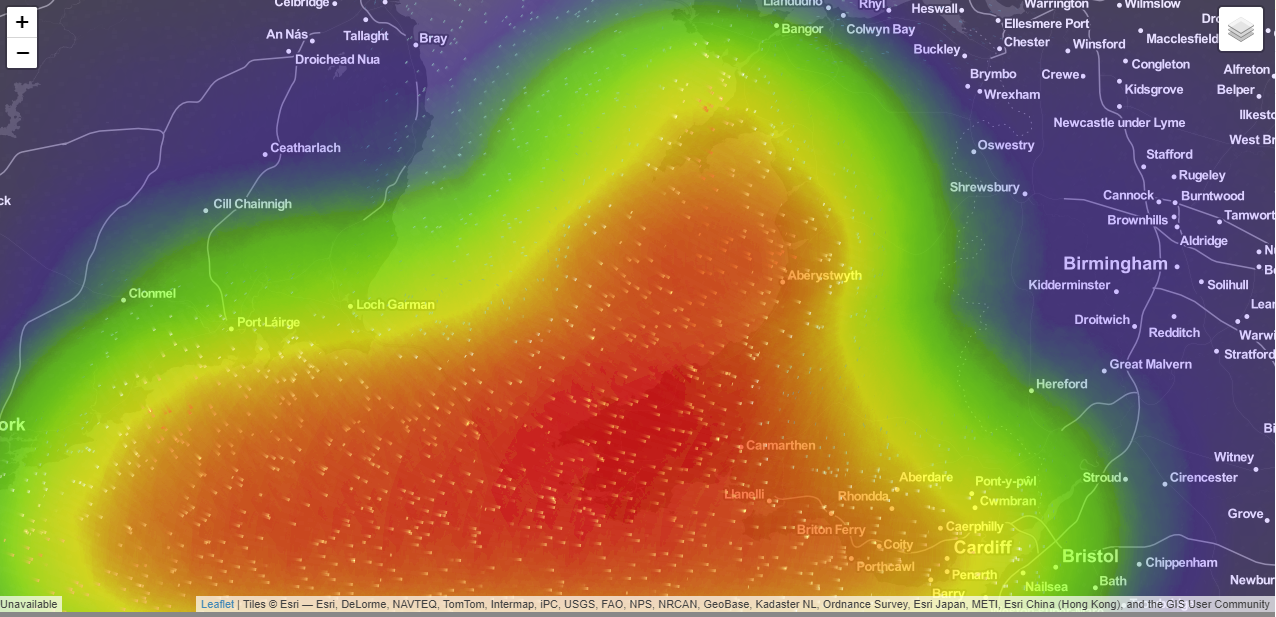 +
−
Celbridge
An Nás
Tallaght
Bray
Droichead Nua
Ceatharlach
Cill Chainnigh
Clonmel
Loch Garman
Port Láirge
ork
ck
Llandudno
Rhyl
Bangor
Colwyn Bay
Heswall
Warrington
Wilmslow
Ellesmere Port
Macclesfield
Buckley
Chester
Winsford
Congleton
Alfreton
Brymbo
Crewe
Kidsgrove
Belper
Wrexham
Newcastle under Lyme
Ilkesto
West Br
Oswestry
Stafford
Rugeley
Shrewsbury
Cannock
Burntwood
Brownhills
Tamwort
Aldridge
Birmingham
Kidderminster
Solihull
Droitwich
Redditch
Lear
Warwi
Stratford
Great Malvern
Hereford
Aberystwyth
Carmarthen
Llanelli
Rhondda
Aberdare
Pont-y-pŵl
Cwmbran
Briton Ferry
Coity
Caerphilly
Cardiff
Porthcawl
Penarth
Barry
Nailsea
Bristol
Bath
Stroud
Cirencester
Witney
Grove
Chippenham
Newbur
Bi
Unavailable
Leaflet | Tiles © Esri — Esri, DeLorme, NAVTEQ, TomTom, Intermap, iPC, USGS, FAO, NPS, NRCAN, GeoBase, Kadaster NL, Ordnance Survey, Esri Japan, METI, Esri China (Hong Kong), and the GIS User Community